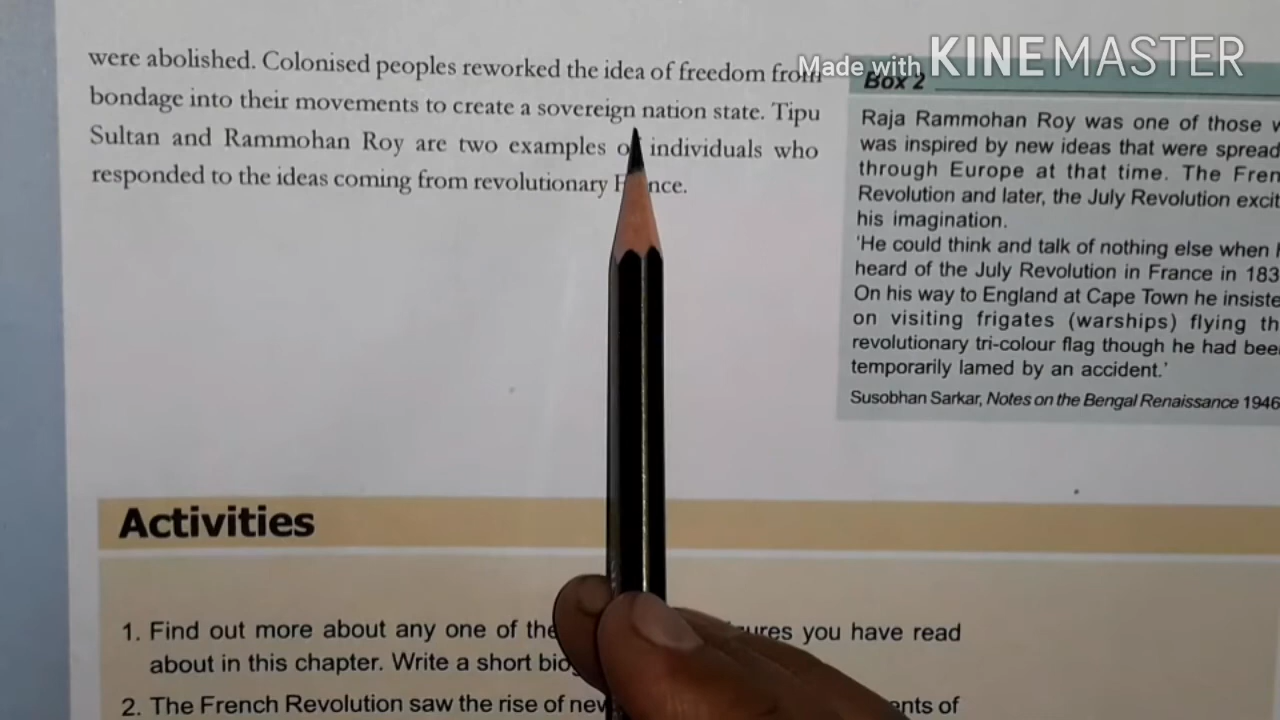 were abolished. Colonised peoples reworked the idea of freedom from
bondage into their movements to create a sovereign nation state. Tipu
Sultan and Rammohan Roy are two examples of individuals who
responded to the ideas coming from revolutionary France.
Made with KINEMASTER
Box 2
Raja Rammohan Roy was one of those
was inspired by new ideas that were spread
through Europe at that time. The
Revolution and later, the July Revolution
his imagination.
'He could think and talk of nothing else when
heard of the July Revolution in France in
On his way to England at Cape Town he
on visiting frigates (warships) flying
revolutionary tri-colour flag though he had
temporarily lamed by an accident.'
Susobhan Sarkar, Notes on the Bengal Renaissance 1946
Activities
1. Find out more about any one of the you have read
about in this chapter. Write a short
2. The French Revolution saw the rise of of